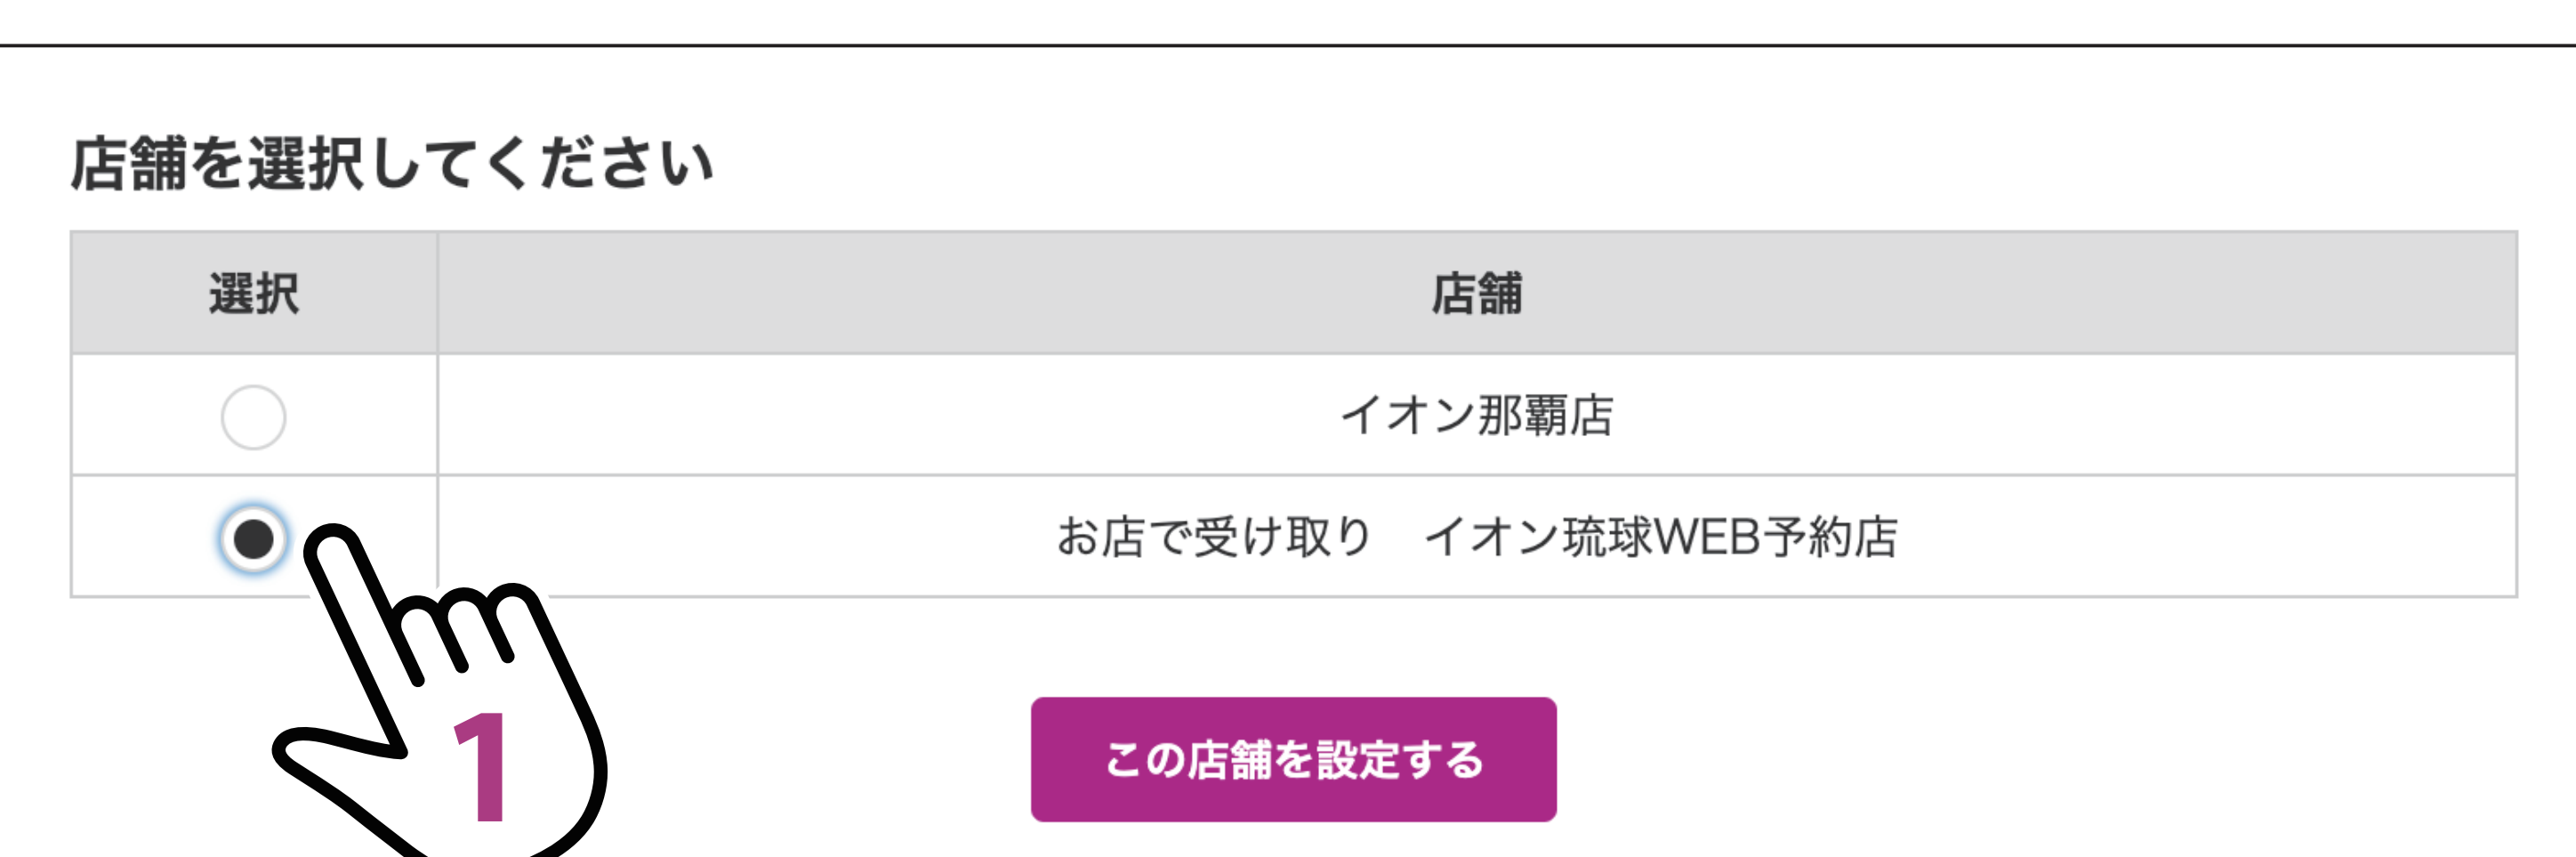 店舗を選択してください
選択 店舗
イオン那覇店
お店で受け取り　イオン琉球WEB予約店
1
この店舗を設定する